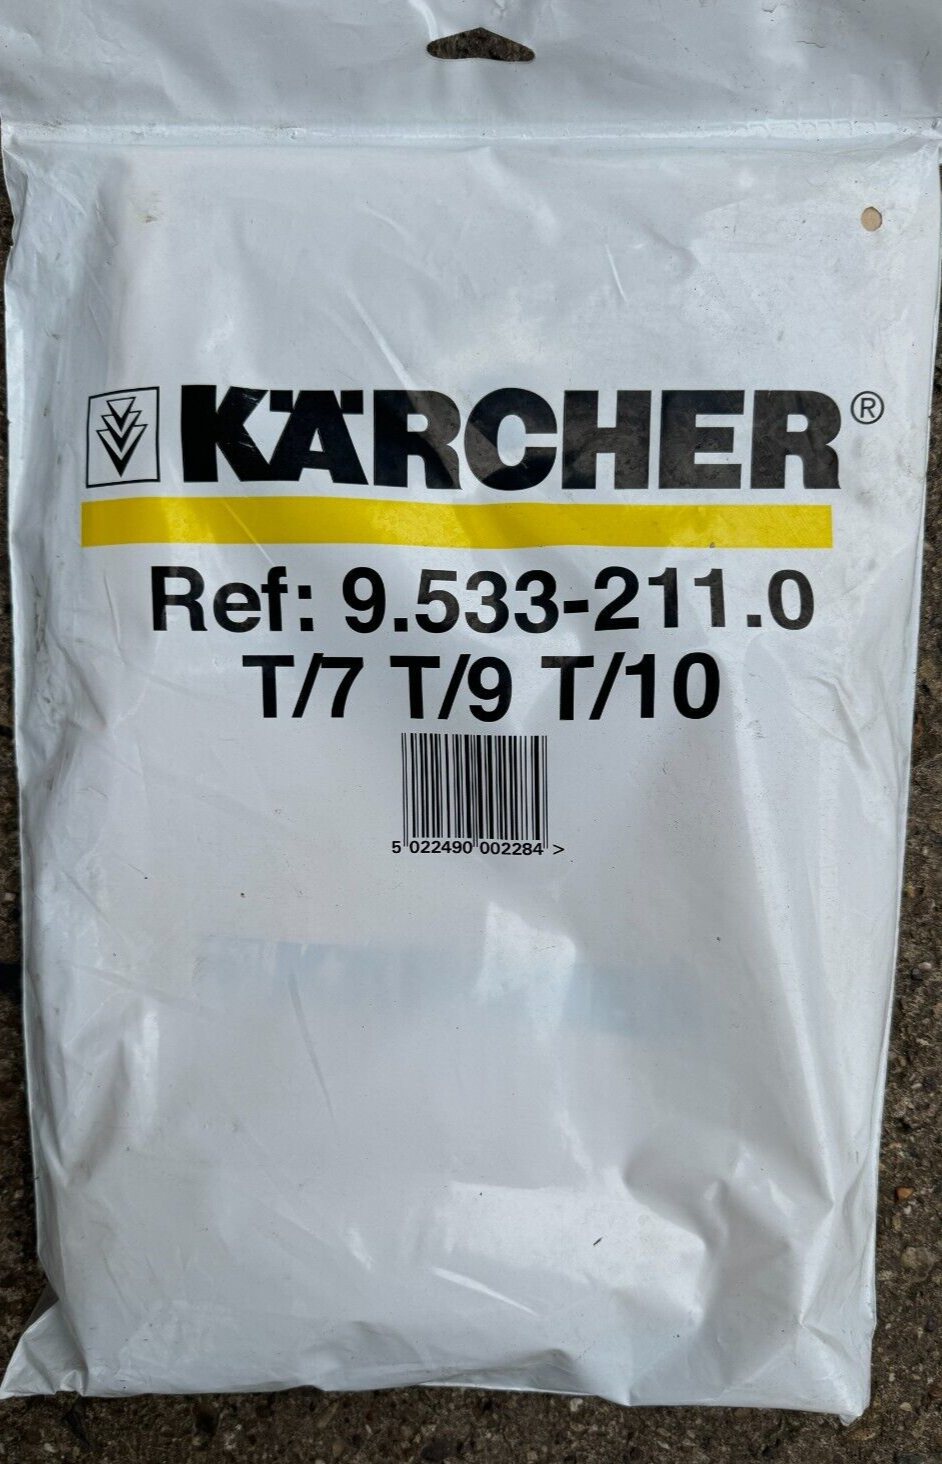 KÄRCHER®
Ref: 9.533-211.0
T/7 T/9 T/10
5 022490 002284 >